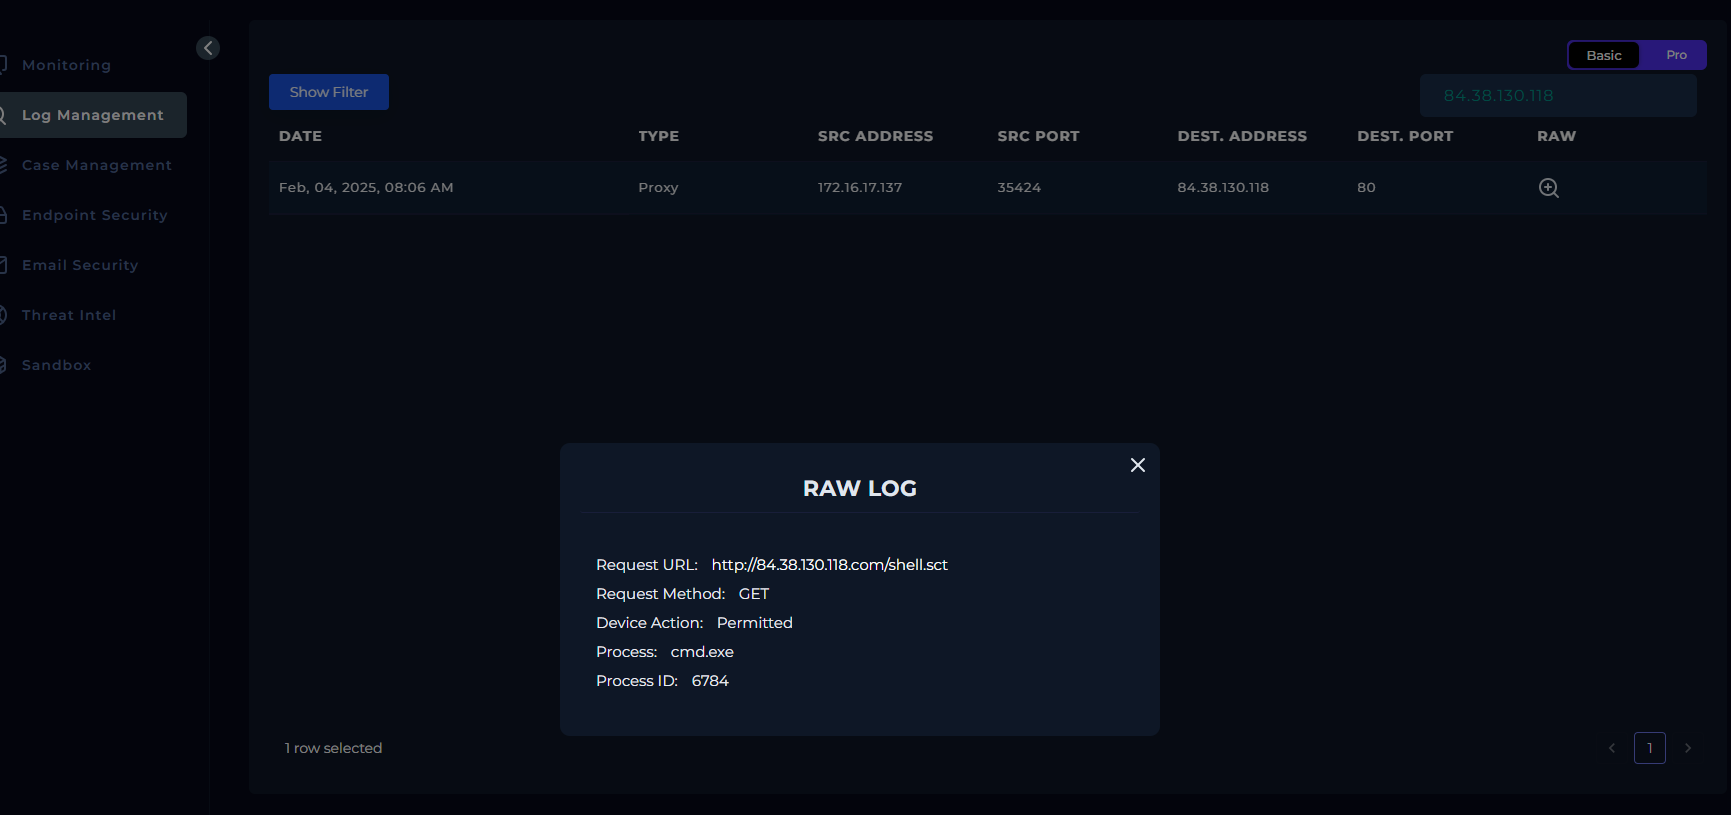 Monitoring
Log Management
Case Management
Endpoint Security
Email Security
Threat Intel
Sandbox
Basic Pro
Show Filter
84.38.130.118
DATE TYPE SRC ADDRESS SRC PORT DEST. ADDRESS DEST. PORT RAW
Feb, 04, 2025, 08:06 AM Proxy 172.16.17.137 35424 84.38.130.118 80
RAW LOG
Request URL: http://84.38.130.118.com/shell.sct
Request Method: GET
Device Action: Permitted
Process: cmd.exe
Process ID: 6784
1 row selected
1